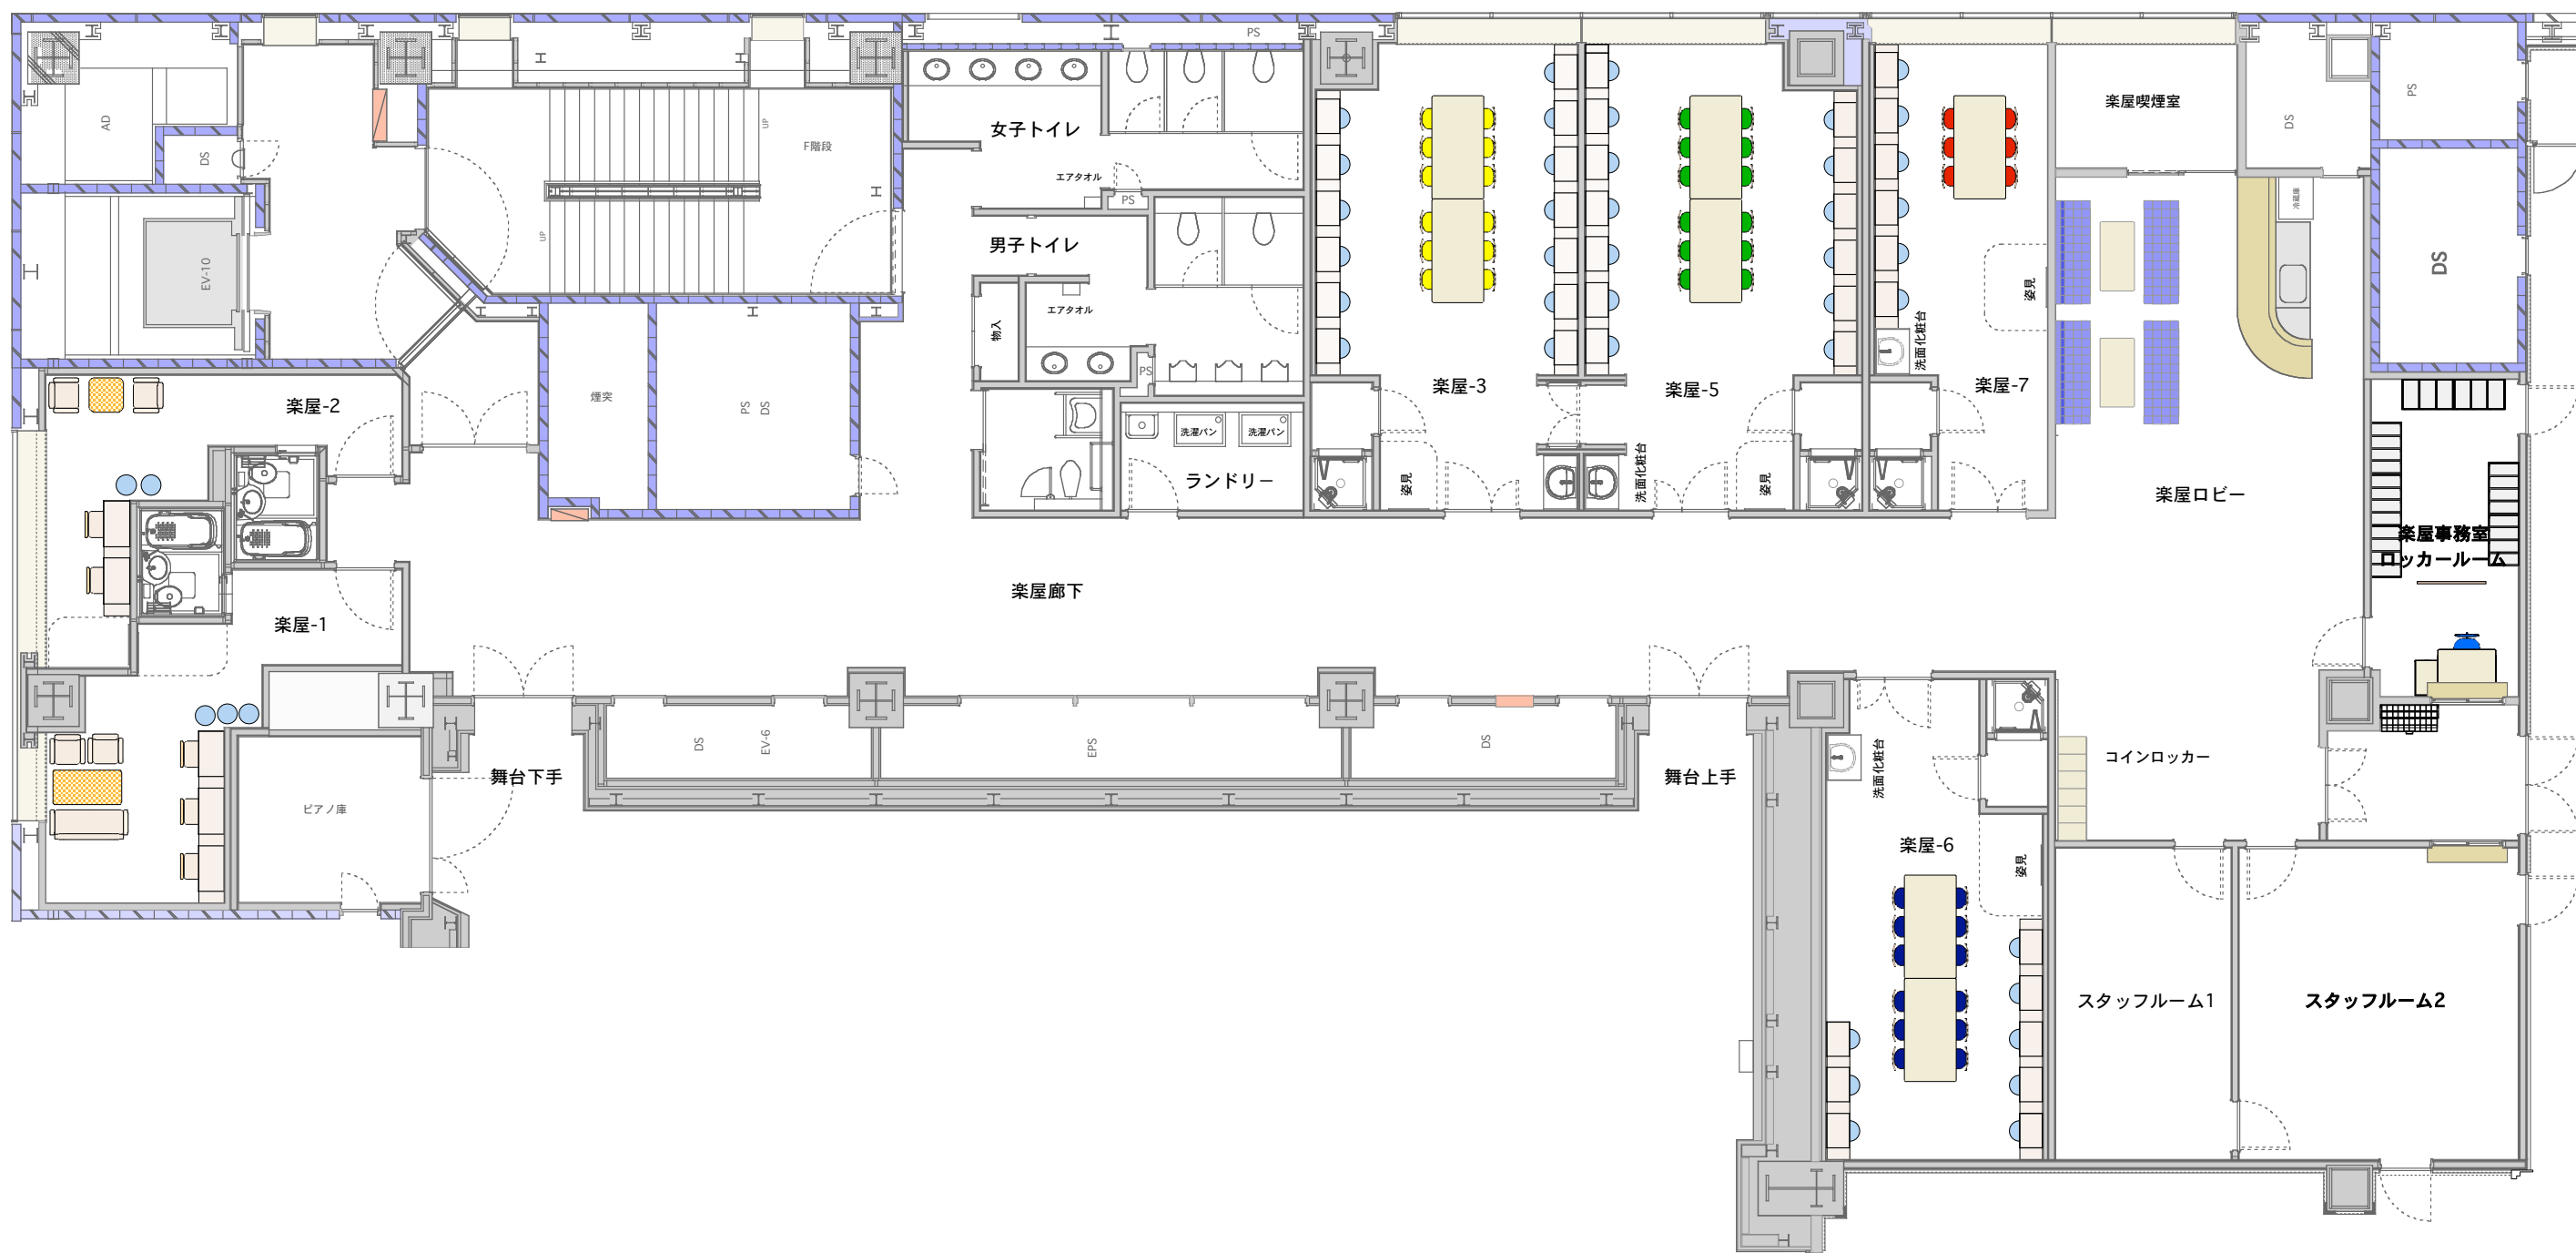 PS
AD
DS
UP
F階段
女子トイレ
エアタオル
PS
UP
EV-10
男子トイレ
エアタオル
物入
PS
煙突
PS
DS
楽屋-2
楽屋-1
洗濯パン
洗濯パン
ランドリー
楽屋-3
姿見
楽屋-5
洗面化粧台
姿見
楽屋-7
洗面化粧台
姿見
楽屋喫煙室
DS
PS
冷蔵庫
DS
楽屋ロビー
楽屋事務室
ロッカールーム
楽屋廊下
ピアノ庫
舞台下手
DS
EV-6
EPS
DS
舞台上手
洗面化粧台
コインロッカー
楽屋-6
姿見
スタッフルーム1
スタッフルーム2